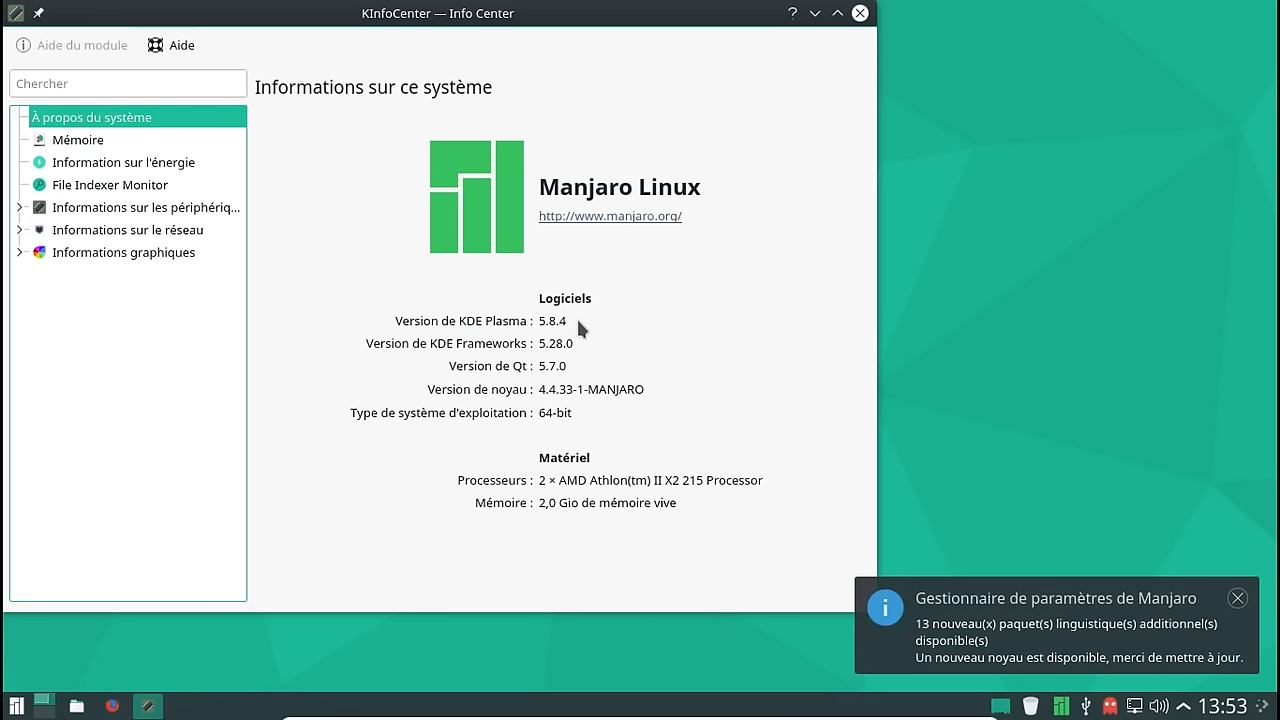 KInfoCenter — Info Center
Aide du module
Aide
Chercher
À propos du système
Mémoire
Information sur l'énergie
File Indexer Monitor
Informations sur les périphériq...
Informations sur le réseau
Informations graphiques
Informations sur ce système
Manjaro Linux
http://www.manjaro.org/
Logiciels
Version de KDE Plasma : 5.8.4
Version de KDE Frameworks : 5.28.0
Version de Qt : 5.7.0
Version de noyau : 4.4.33-1-MANJARO
Type de système d'exploitation : 64-bit
Matériel
Processeurs : 2 × AMD Athlon(tm) II X2 215 Processor
Mémoire : 2,0 Gio de mémoire vive
Gestionnaire de paramètres de Manjaro
13 nouveau(x) paquet(s) linguistique(s) additionnel(s)
disponible(s)
Un nouveau noyau est disponible, merci de mettre à jour.
13:53